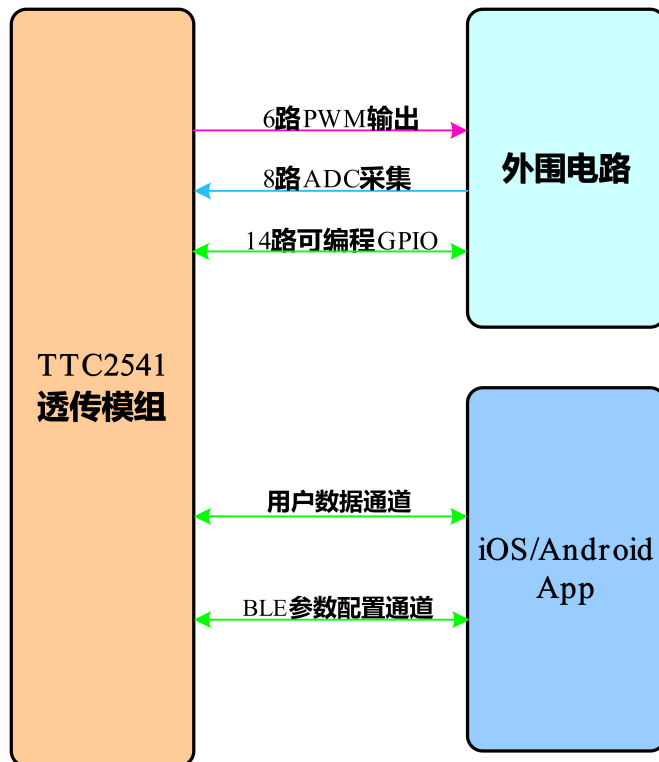 6路PWM输出
8路ADC采集
14路可编程GPIO
外围电路
TTC2541
透传模组
用户数据通道
BLE参数配置通道
iOS/Android
App